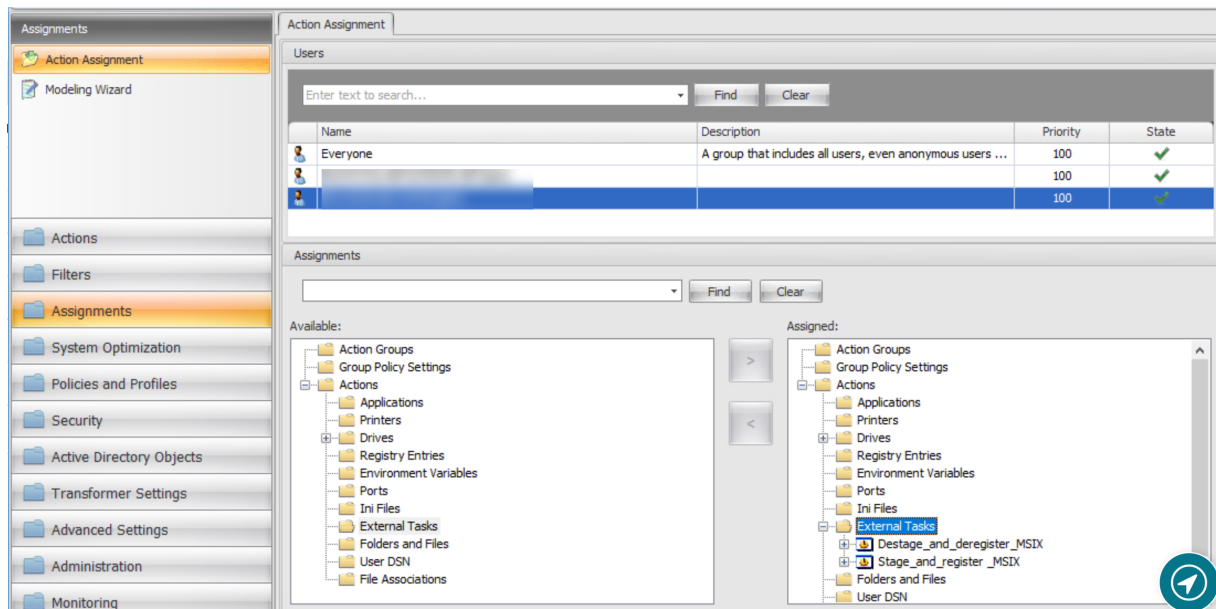 Assignments
Action Assignment
Modeling Wizard
Actions
Filters
Assignments
System Optimization
Policies and Profiles
Security
Active Directory Objects
Transformer Settings
Advanced Settings
Administration
Monitoring
Action Assignment
Users
Enter text to search...
Find
Clear
Name
Description
Priority
State
Everyone
A group that includes all users, even anonymous users ...
100
100
100
Assignments
Find
Clear
Available:
Action Groups
Group Policy Settings
Actions
Applications
Printers
Drives
Registry Entries
Environment Variables
Ports
Ini Files
External Tasks
Folders and Files
User DSN
File Associations
>
<
Assigned:
Action Groups
Group Policy Settings
Actions
Applications
Printers
Drives
Registry Entries
Environment Variables
Ports
Ini Files
External Tasks
Destage_and_deregister_MSIX
Stage_and_register _MSIX
Folders and Files
User DSN